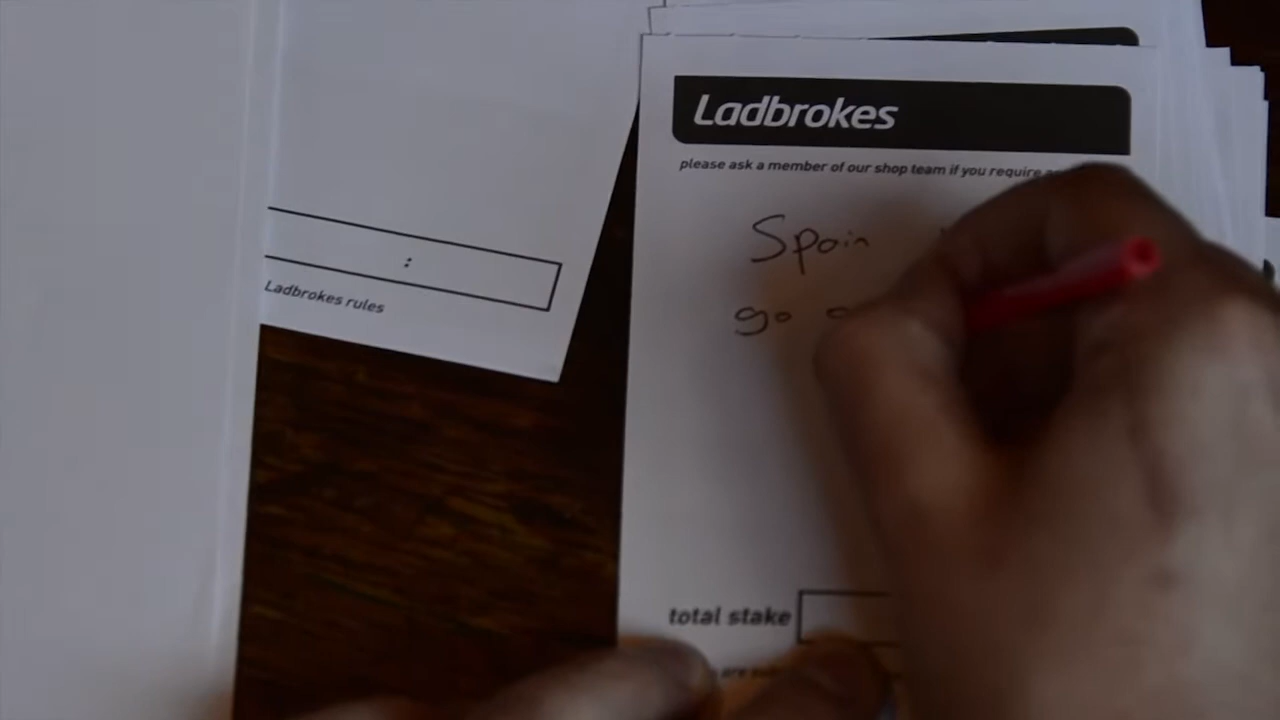 Ladbrokes
please ask a member of our shop team if you require
Spain
go
total stake
:
Ladbrokes rules